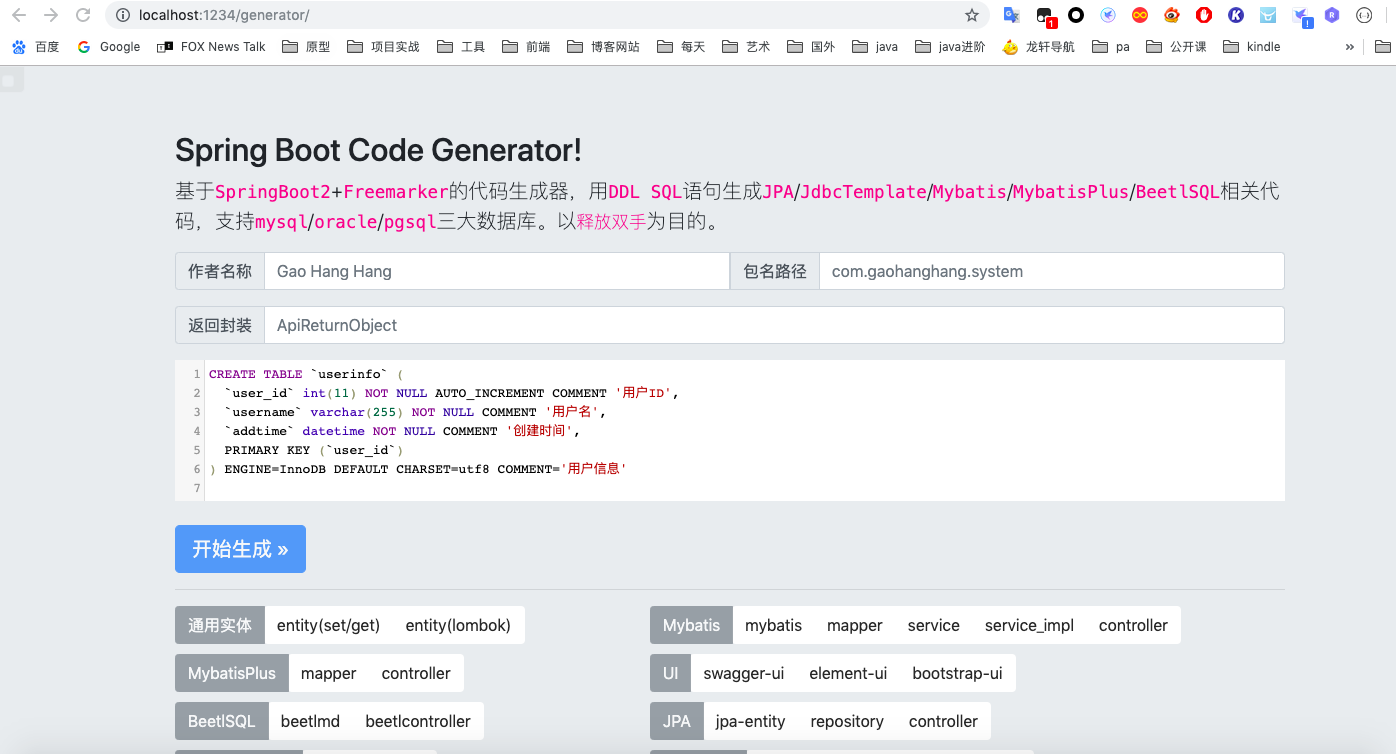 localhost:1234/generator/
1
!
百度 Google FOX News Talk 原型 项目实战 工具 前端 博客网站 每天 艺术 国外 java java进阶 龙轩导航 pa 公开课 kindle »
Spring Boot Code Generator!
基于SpringBoot2+Freemarker的代码生成器，用DDL SQL语句生成JPA/JdbcTemplate/Mybatis/MybatisPlus/BeetlSQL相关代
码，支持mysql/oracle/pgsql三大数据库。以释放双手为目的。
作者名称 Gao Hang Hang 包名路径 com.gaohanghang.system
返回封装 ApiReturnObject
1 CREATE TABLE `userinfo` (
2 `user_id` int(11) NOT NULL AUTO_INCREMENT COMMENT '用户ID',
3 `username` varchar(255) NOT NULL COMMENT '用户名',
4 `addtime` datetime NOT NULL COMMENT '创建时间',
5 PRIMARY KEY (`user_id`)
6 ) ENGINE=InnoDB DEFAULT CHARSET=utf8 COMMENT='用户信息'
7
开始生成 »
通用实体 entity(set/get) entity(lombok) Mybatis mybatis mapper service service_impl controller
MybatisPlus mapper controller UI swagger-ui element-ui bootstrap-ui
BeetlSQL beetlmd beetlcontroller JPA jpa-entity repository controller